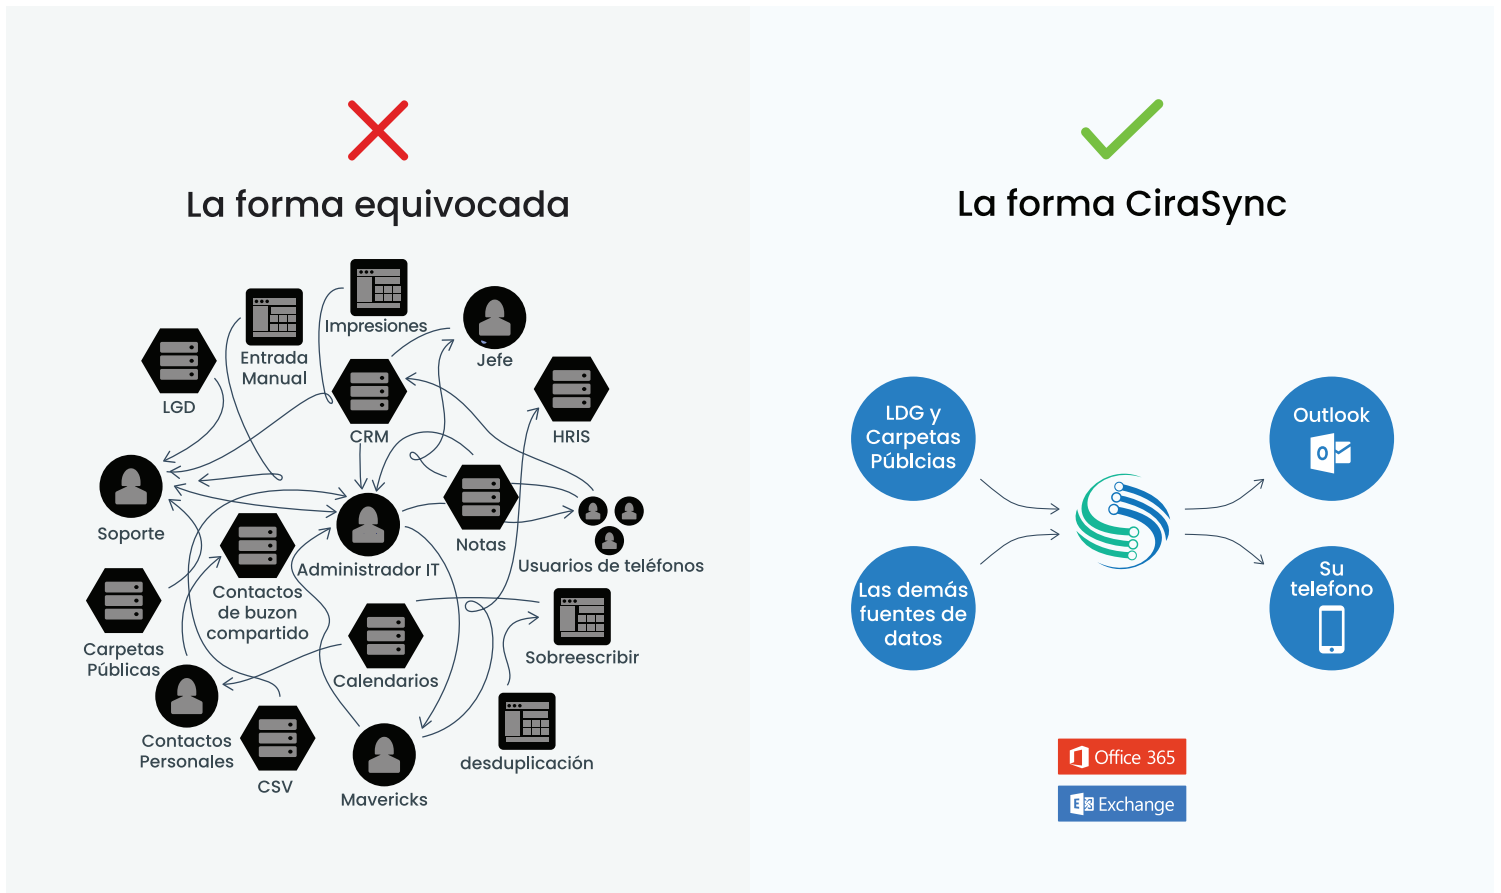 La forma equivocada
Impresiones
Entrada
Manual
Jefe
LGD
CRM
HRIS
Soporte
Notas
Administrador IT
Usuarios de teléfonos
Contactos
de buzon
compartido
Carpetas
Públicas
Calendarios
Sobreescribir
Contactos
Personales
CSV
Mavericks
desduplicación
La forma CiraSync
LDG y
Carpetas
Públcias
Outlook
O
Las demás
fuentes de
datos
Su
telefono
Office 365
E Exchange